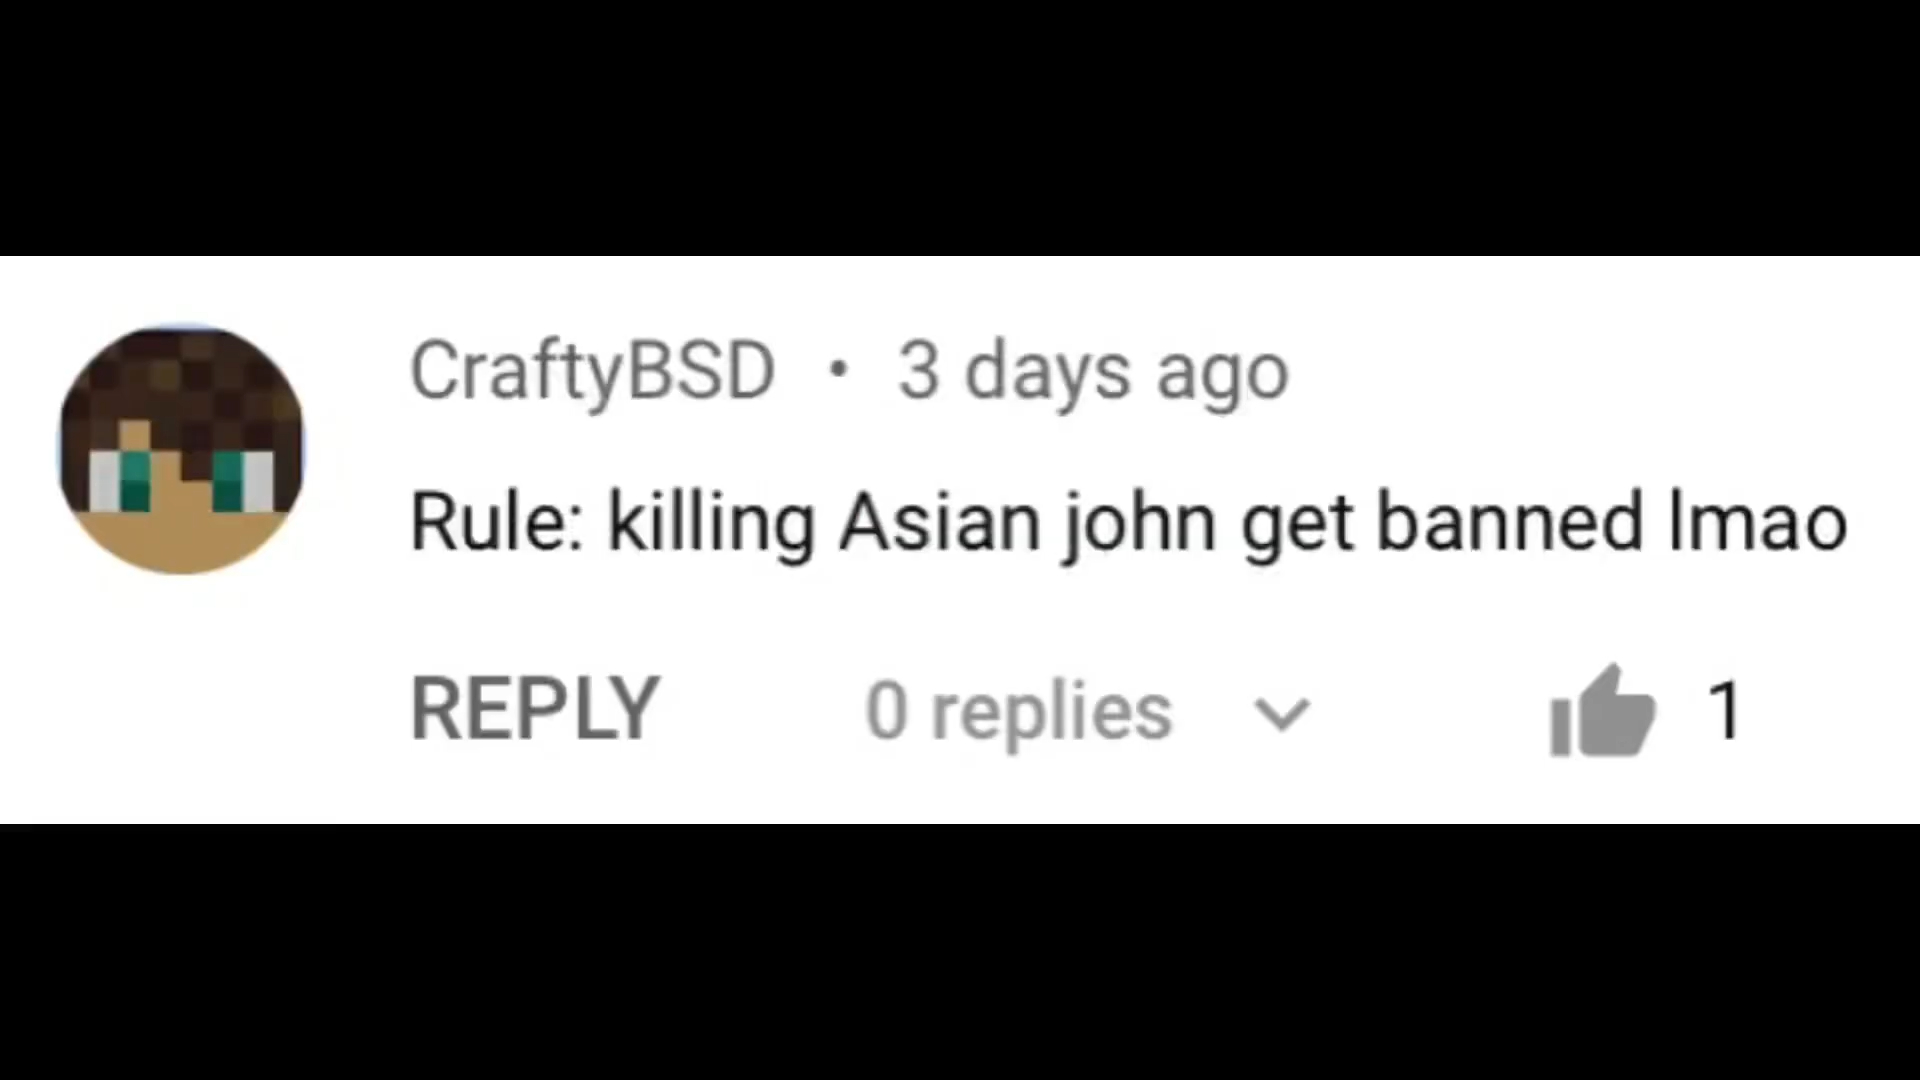 CraftyBSD • 3 days ago
Rule: killing Asian john get banned lmao
REPLY 0 replies 1